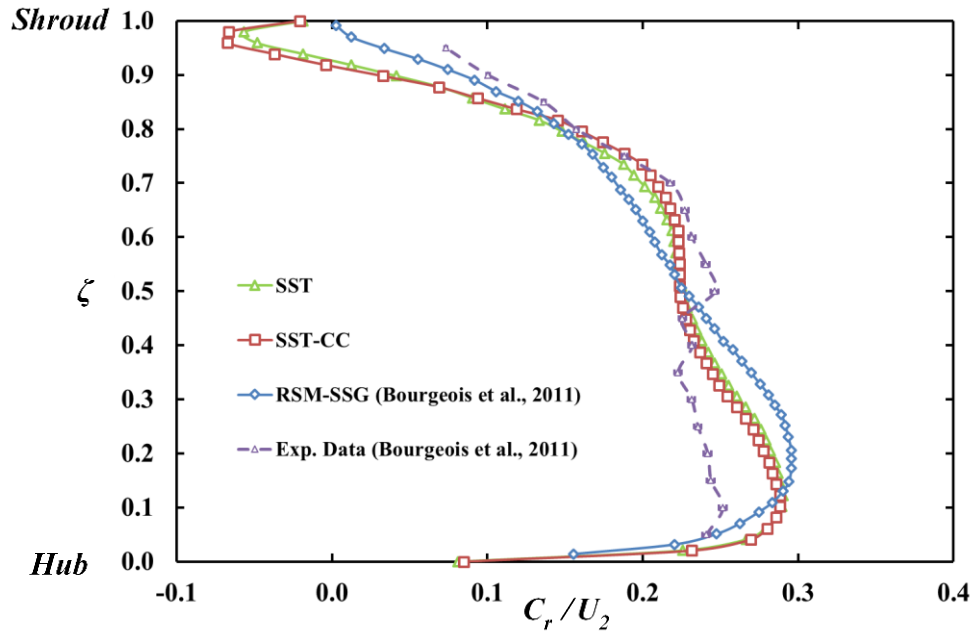 Shroud
1.0
0.9
0.8
0.7
0.6
0.5
ζ
0.4
0.3
0.2
0.1
0.0
Hub
SST
SST-CC
RSM-SSG (Bourgeois et al., 2011)
Exp. Data (Bourgeois et al., 2011)
-0.1 0.0 0.1 0.2 0.3 0.4
C_r / U_2